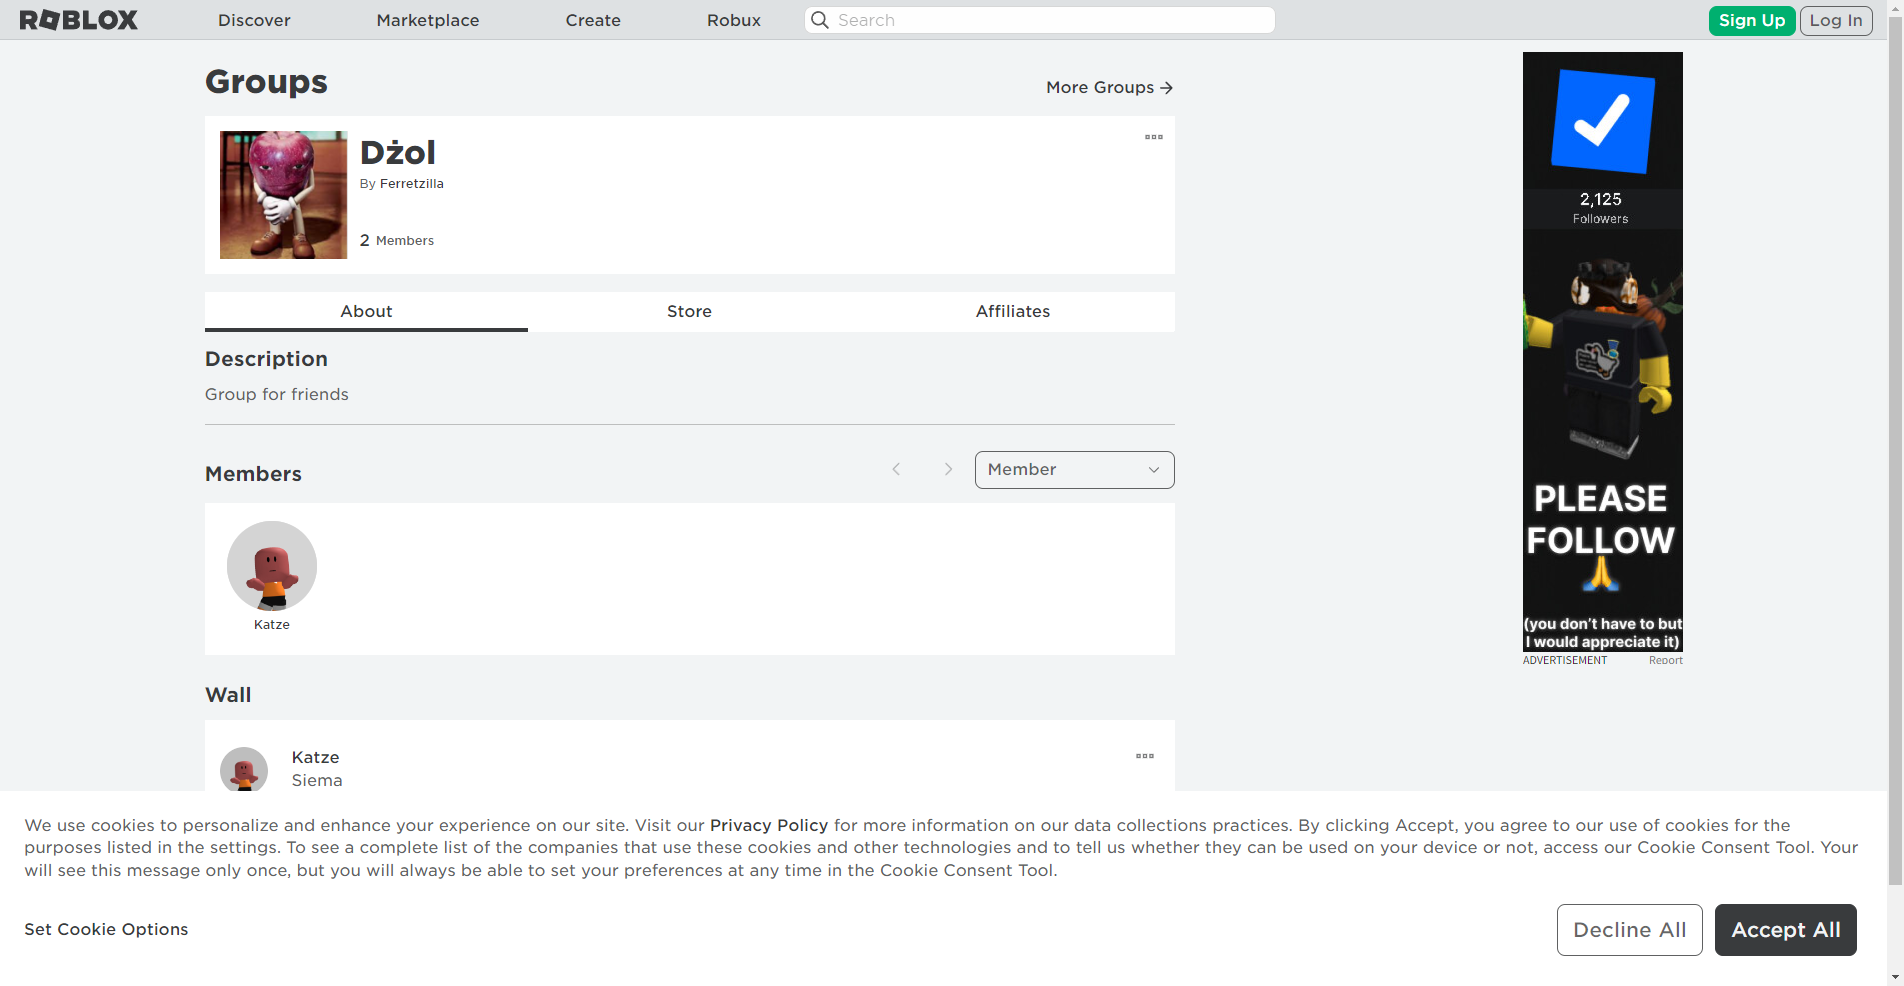 ROBLOX Discover Marketplace Create Robux Search Sign Up Log In
Groups
More Groups
Dżol
By Ferretzilla
2 Members
About Store Affiliates
Description
Group for friends
Members
Member
Katze
Wall
Katze
Siema
2,125
Followers
PLEASE
FOLLOW
(you don't have to but
I would appreciate it)
ADVERTISEMENT Report
We use cookies to personalize and enhance your experience on our site. Visit our Privacy Policy for more information on our data collections practices. By clicking Accept, you agree to our use of cookies for the
purposes listed in the settings. To see a complete list of the companies that use these cookies and other technologies and to tell us whether they can be used on your device or not, access our Cookie Consent Tool. Your
will see this message only once, but you will always be able to set your preferences at any time in the Cookie Consent Tool.
Set Cookie Options
Decline All
Accept All